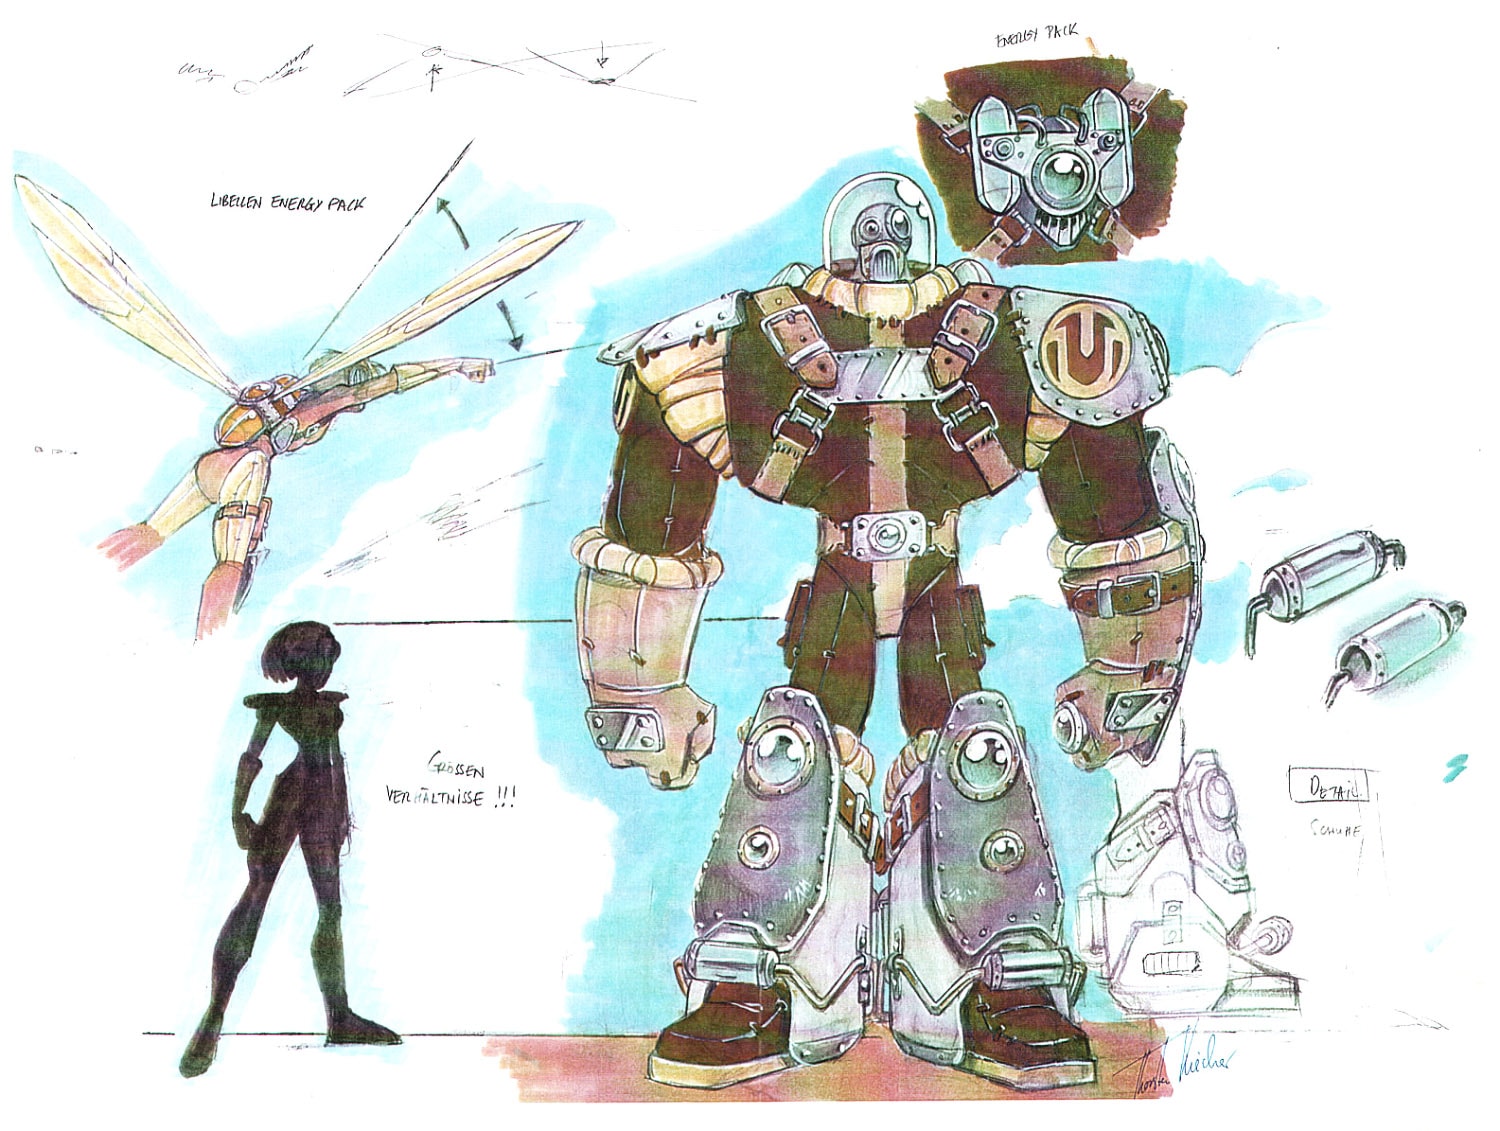 ENERGY PACK
LIBELLEN ENERGY PACK
U
GRÖSSEN
VERHÄLTNISSE !!!
DETAIL
SCHUHE